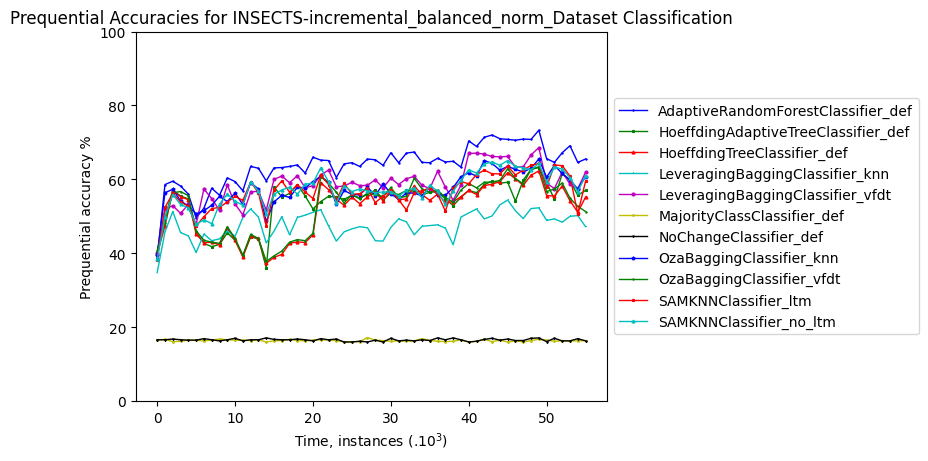 Prequential Accuracies for INSECTS-incremental_balanced_norm_Dataset Classification
100
80
60
40
20
0
Prequential accuracy %
0 10 20 30 40 50
Time, instances (.10³)
AdaptiveRandomForestClassifier_def
HoeffdingAdaptiveTreeClassifier_def
HoeffdingTreeClassifier_def
LeveragingBaggingClassifier_knn
LeveragingBaggingClassifier_vfdt
MajorityClassClassifier_def
NoChangeClassifier_def
OzaBaggingClassifier_knn
OzaBaggingClassifier_vfdt
SAMKNNClassifier_ltm
SAMKNNClassifier_no_ltm